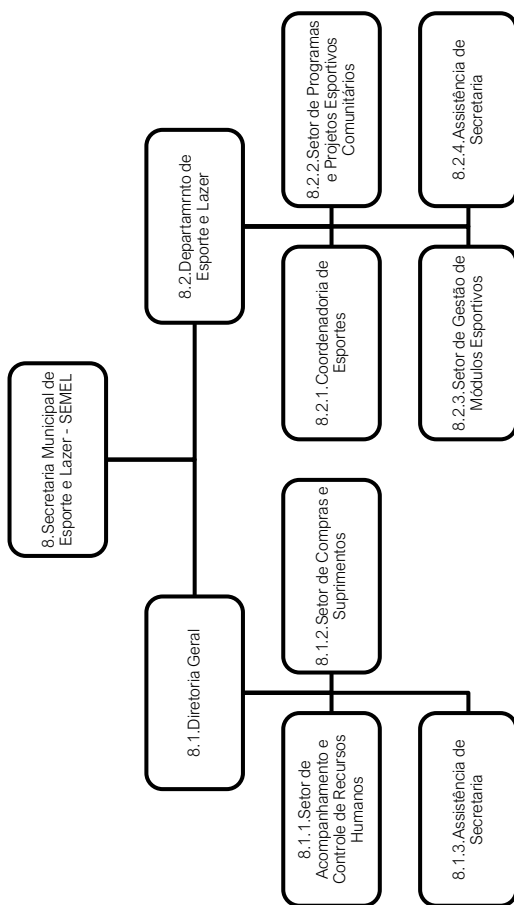 8.Secretaria Municipal de
Esporte e Lazer - SEMEL
8.1.Diretoria Geral
8.2.Departamrnto de
Esporte e Lazer
8.1.1.Setor de
Acompanhamento e
Controle de Recursos
Humanos
8.1.2.Setor de Compras e
Suprimentos
8.2.1.Coordenadoria de
Esportes
8.2.2.Setor de Programas
e Projetos Esportivos
Comunitários
8.1.3.Assistência de
Secretaria
8.2.3.Setor de Gestão de
Módulos Esportivos
8.2.4.Assistência de
Secretaria